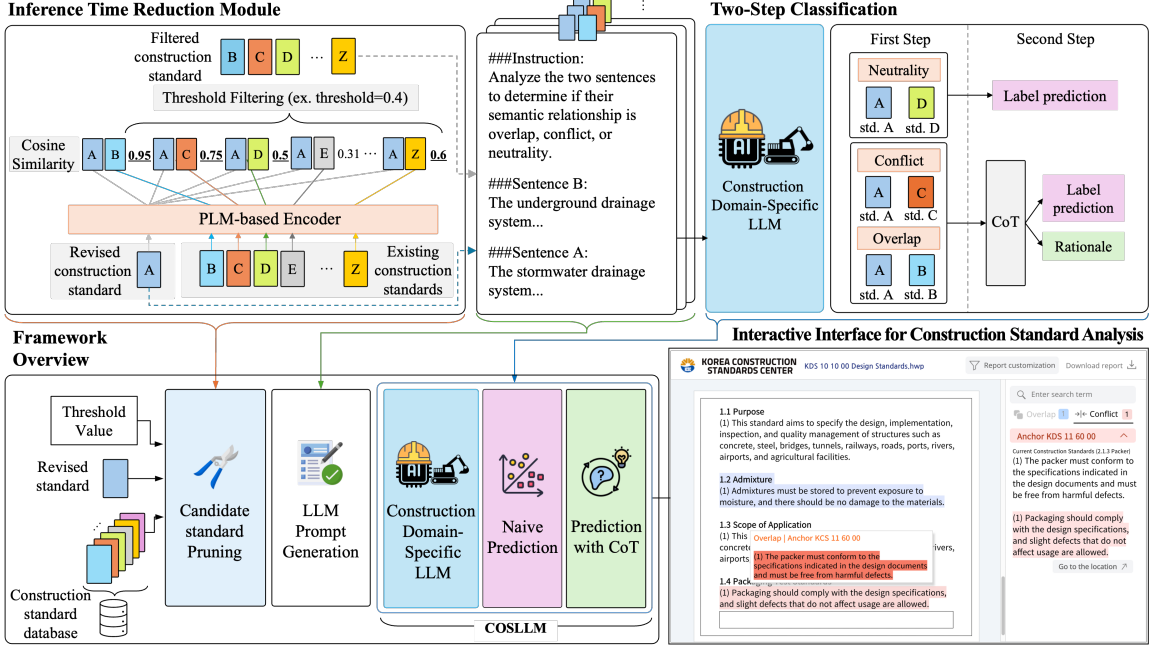 Inference Time Reduction Module
Filtered
construction
standard
B C D ... Z
Threshold Filtering (ex. threshold=0.4)
Cosine
Similarity
A B 0.95 A C 0.75 A D 0.5 A E 0.31 ... A Z 0.6
PLM-based Encoder
Revised
construction
standard
A
B C D E ... Z
Existing
construction
standards
###Instruction:
Analyze the two sentences
to determine if their
semantic relationship is
overlap, conflict, or
neutrality.
###Sentence B:
The underground drainage
system...
###Sentence A:
The stormwater drainage
system...
Two-Step Classification
AI
Construction
Domain-Specific
LLM
First Step
Second Step
Neutrality
A D
std. A std. D
Label prediction
Conflict
A C
std. A std. C
Overlap
A B
std. A std. B
CoT
Label
prediction
Rationale
Framework
Overview
Threshold
Value
Revised
standard
Construction
standard
database
Candidate
standard
Pruning
LLM
Prompt
Generation
AI
Construction
Domain-
Specific
LLM
Naive
Prediction
?
Prediction
with CoT
COSLLM
Interactive Interface for Construction Standard Analysis
KOREA CONSTRUCTION
STANDARDS CENTER
KDS 10 10 00 Design Standards.hwp
Report customization
Download report
1.1 Purpose
(1) This standard aims to specify the design, implementation,
inspection, and quality management of structures such as
concrete, steel, bridges, tunnels, railways, roads, ports, rivers,
airports, and agricultural facilities.
1.2 Admixture
(1) Admixtures must be stored to prevent exposure to
moisture, and there should be no damage to the materials.
1.3 Scope of Application
(1) This
concret
rivers,
airports
Overlap | Anchor KCS 11 60 00
(1) The packer must conform to the
specifications indicated in the design documents
and must be free from harmful defects.
1.4 Pack
(1) Packaging should comply with the design specifications,
and slight defects that do not affect usage are allowed.
Enter search term
Overlap 1
Conflict 1
Anchor KDS 11 60 00
Current Construction Standards (2.1.3 Packer)
(1) The packer must conform to
the specifications indicated in
the design documents and must
be free from harmful defects.
(1) Packaging should comply
with the design specifications,
and slight defects that do not
affect usage are allowed.
Go to the location